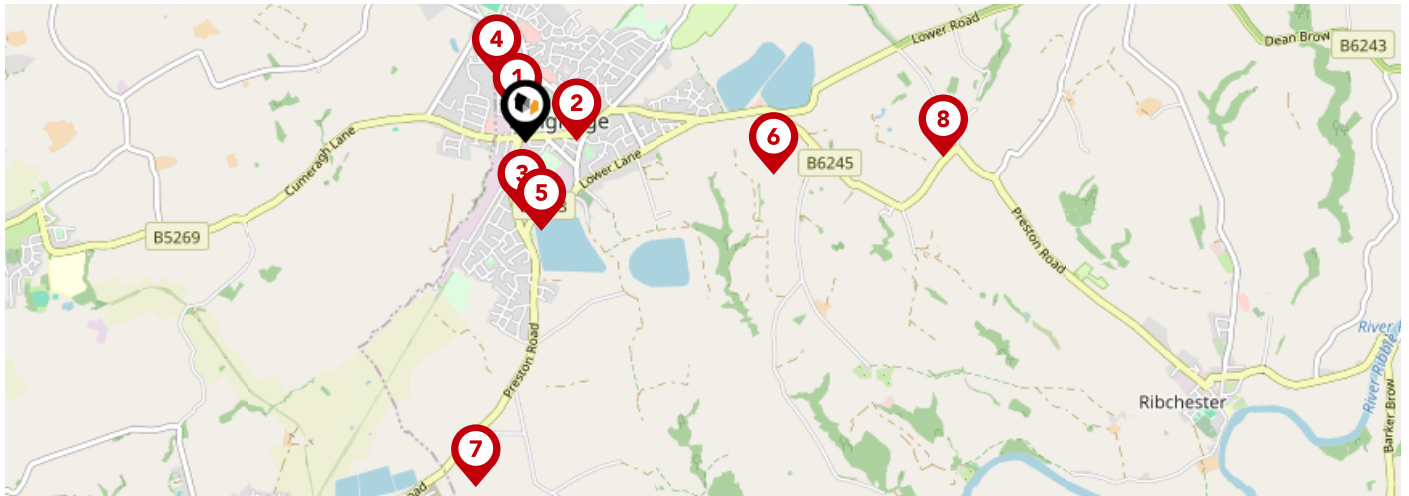 Lower Road
Dean Brow
B6243
4
1
2
8
6
Cumeragh Lane
Lower Lane
B6245
3
5
B5269
Preston Road
Preston Road
River Ribble
Ribchester
Barker Brow
7